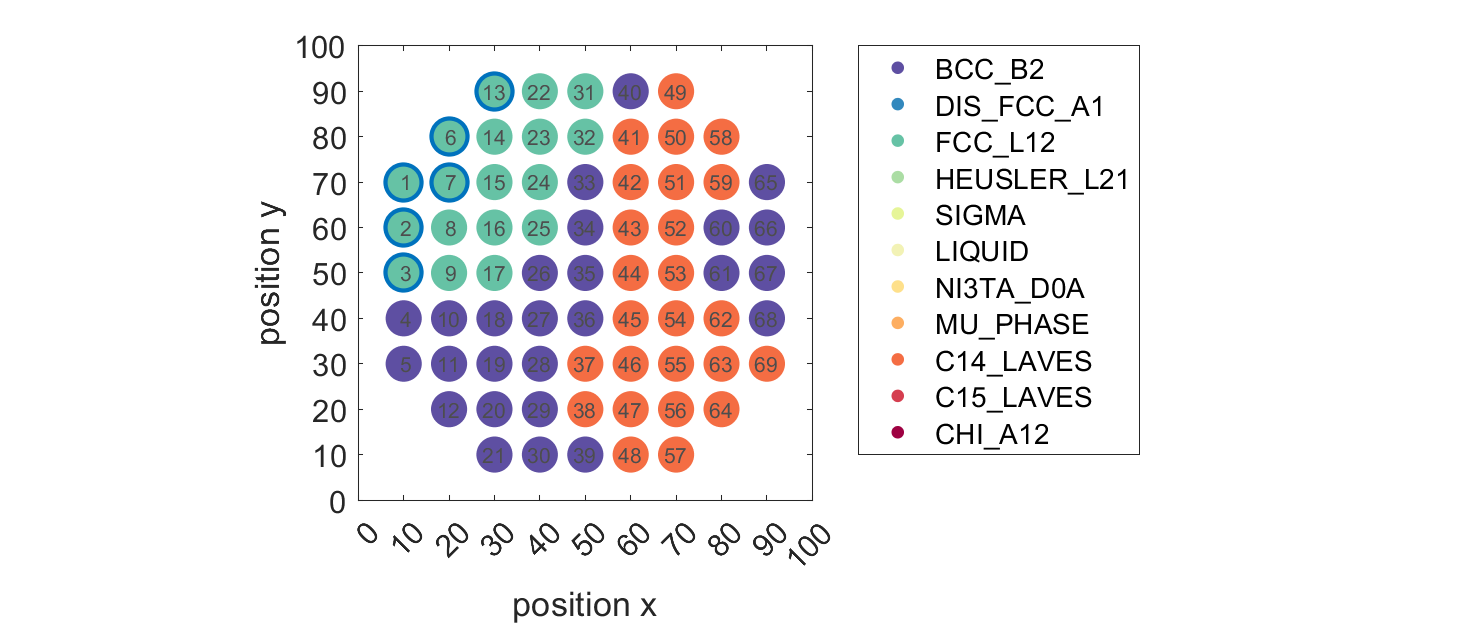 100
90
80
70
60
50
40
30
20
10
0
position y
13 22 31 40 49
6 14 23 32 41 50 58
1 7 15 24 33 42 51 59 65
2 8 16 25 34 43 52 60 66
3 9 17 26 35 44 53 61 67
4 10 18 27 36 45 54 62 68
5 11 19 28 37 46 55 63 69
12 20 29 38 47 56 64
21 30 39 48 57
0 10 20 30 40 50 60 70 80 90 100
position x
BCC_B2
DIS_FCC_A1
FCC_L12
HEUSLER_L21
SIGMA
LIQUID
NI3TA_D0A
MU_PHASE
C14_LAVES
C15_LAVES
CHI_A12